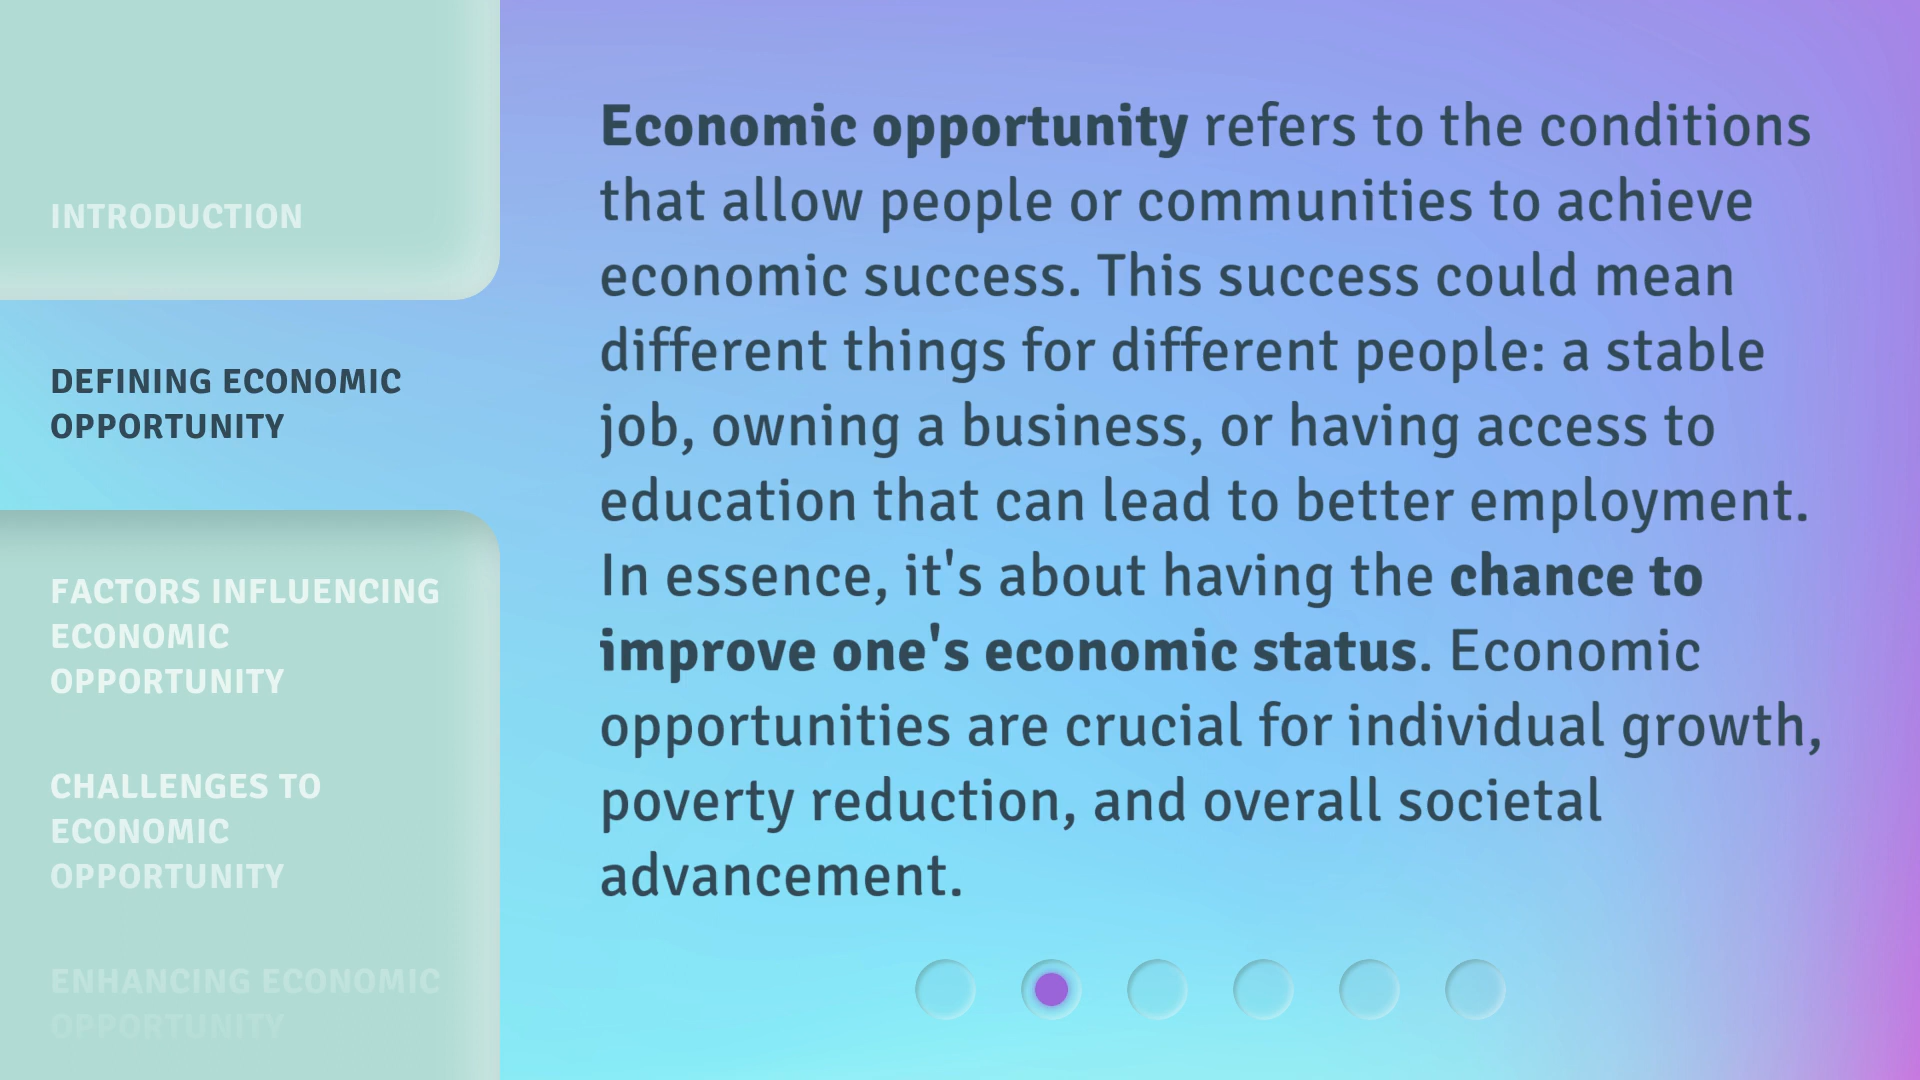 INTRODUCTION
DEFINING ECONOMIC
OPPORTUNITY
FACTORS INFLUENCING
ECONOMIC
OPPORTUNITY
CHALLENGES TO
ECONOMIC
OPPORTUNITY
ENHANCING ECONOMIC
OPPORTUNITY
Economic opportunity refers to the conditions
that allow people or communities to achieve
economic success. This success could mean
different things for different people: a stable
job, owning a business, or having access to
education that can lead to better employment.
In essence, it's about having the chance to
improve one's economic status. Economic
opportunities are crucial for individual growth,
poverty reduction, and overall societal
advancement.